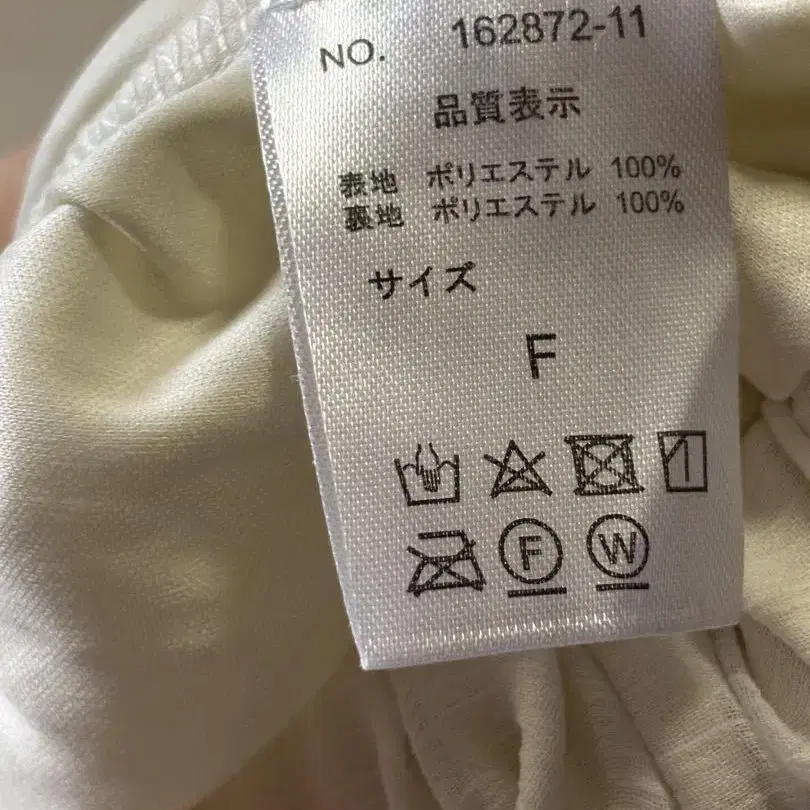 NO. 162872-11
品質表示
表地 ポリエステル 100%
裏地 ポリエステル 100%
サイズ
F
F W